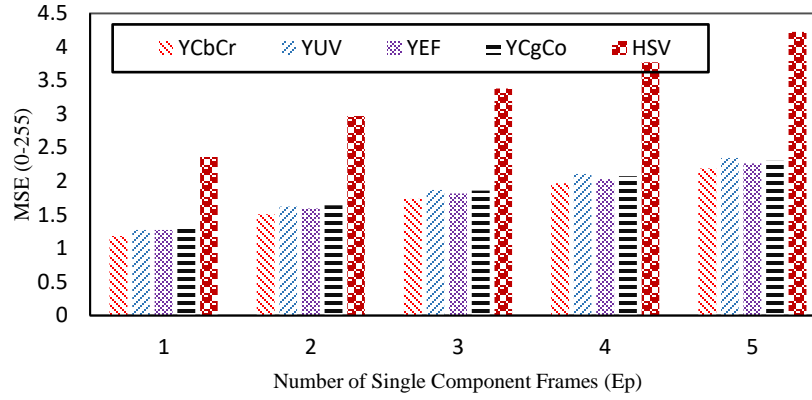 4.5
4
3.5
3
2.5
2
1.5
1
0.5
0
MSE (0-255)
YCbCr YUV YEF YCgCo HSV
1 2 3 4 5
Number of Single Component Frames (Ep)